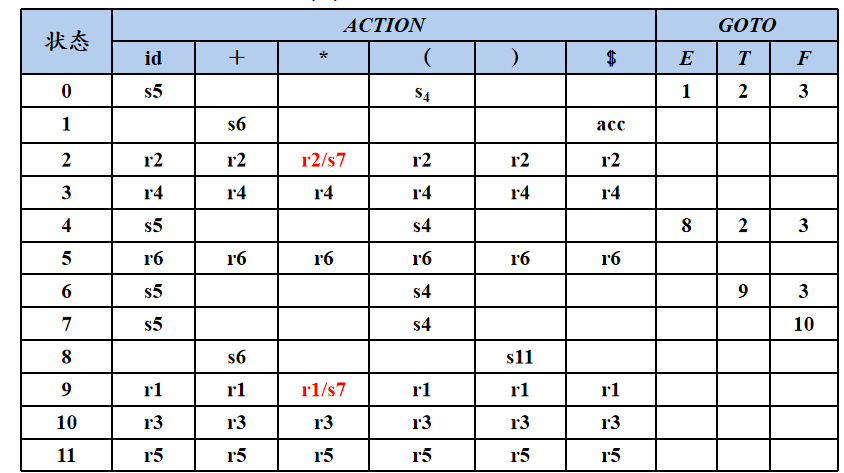 状态 ACTION GOTO
id + * ( ) $ E T F
0 s5 s4 1 2 3
1 s6 acc
2 r2 r2 r2/s7 r2 r2 r2
3 r4 r4 r4 r4 r4 r4
4 s5 s4 8 2 3
5 r6 r6 r6 r6 r6 r6
6 s5 s4 9 3
7 s5 s4 10
8 s6 s11
9 r1 r1 r1/s7 r1 r1 r1
10 r3 r3 r3 r3 r3 r3
11 r5 r5 r5 r5 r5 r5